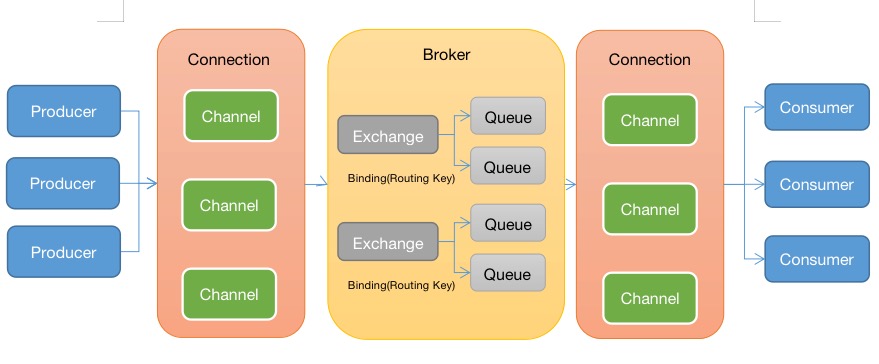 Producer
Producer
Producer
Connection
Channel
Channel
Channel
Broker
Exchange
Queue
Queue
Binding(Routing Key)
Exchange
Queue
Queue
Binding(Routing Key)
Connection
Channel
Channel
Channel
Consumer
Consumer
Consumer